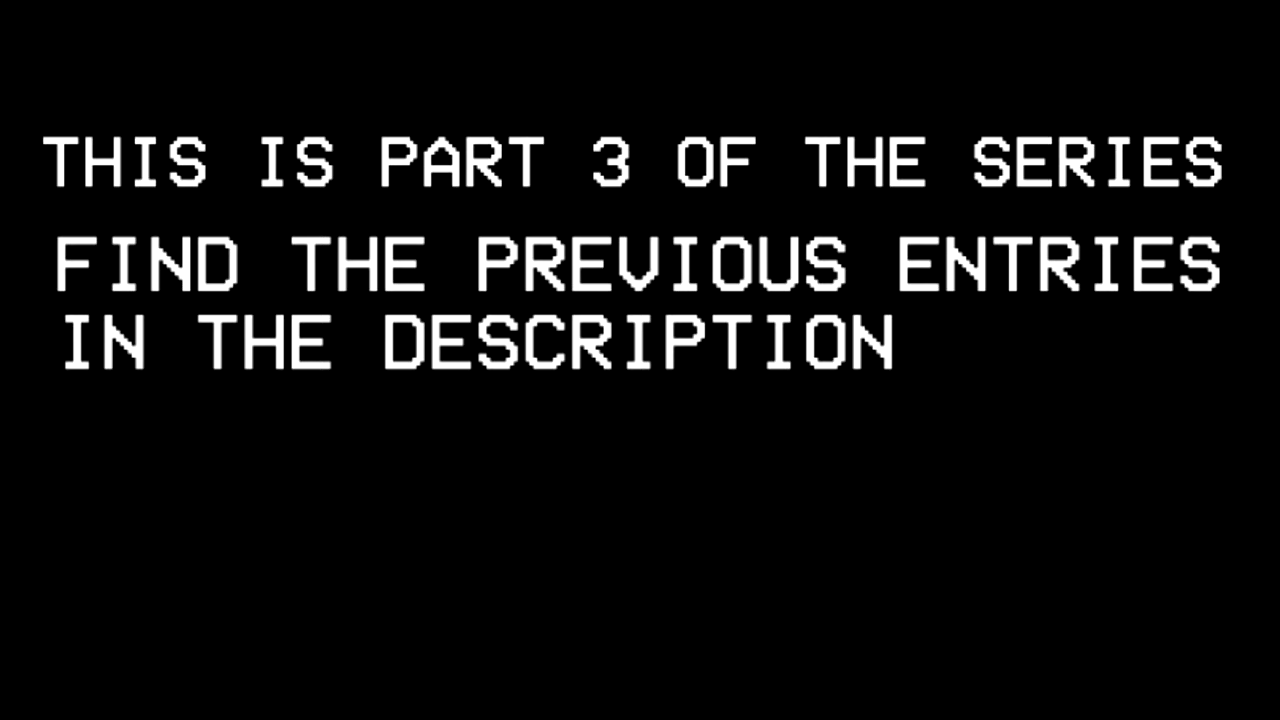 THIS IS PART 3 OF THE SERIES
FIND THE PREVIOUS ENTRIES
IN THE DESCRIPTION